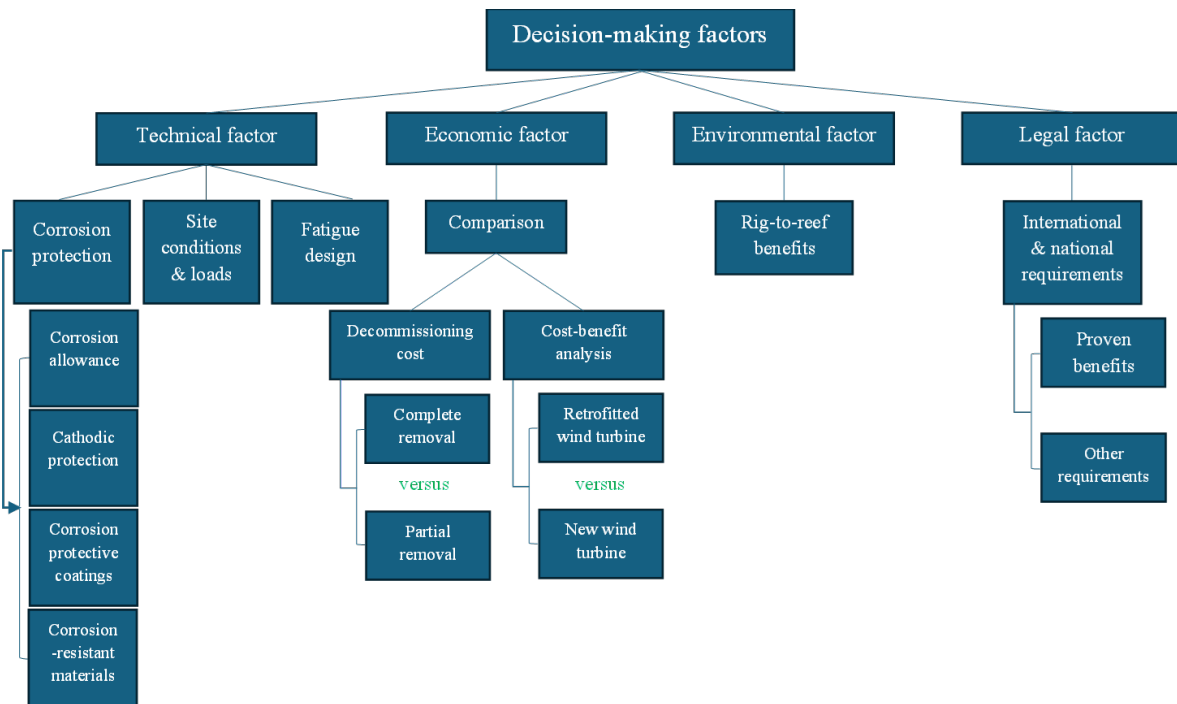 Decision-making factors
Technical factor
Economic factor
Environmental factor
Legal factor
Corrosion
protection
Site
conditions
& loads
Fatigue
design
Comparison
Rig-to-reef
benefits
International
& national
requirements
Corrosion
allowance
Cathodic
protection
Corrosion
protective
coatings
Corrosion
-resistant
materials
Decommissioning
cost
Complete
removal
versus
Partial
removal
Cost-benefit
analysis
Retrofitted
wind turbine
versus
New wind
turbine
Proven
benefits
Other
requirements